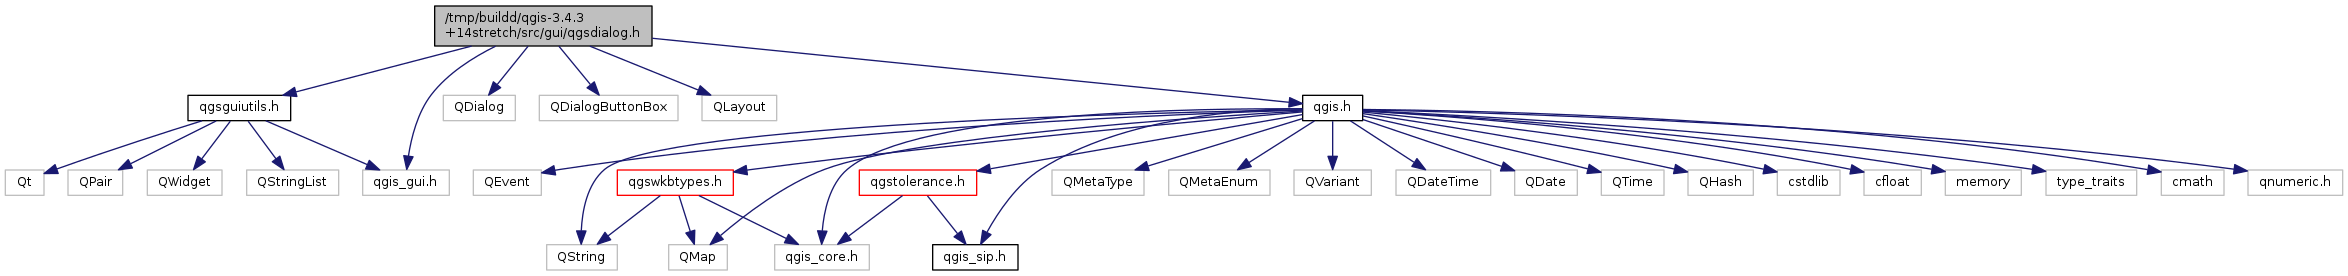 /tmp/buildd/qgis-3.4.3
+14stretch/src/gui/qgsdialog.h
qgsguiutils.h
QDialog
QDialogButtonBox
QLayout
qgis.h
Qt
QPair
QWidget
QStringList
qgis_gui.h
QEvent
qgswkbtypes.h
qgstolerance.h
QMetaType
QMetaEnum
QVariant
QDateTime
QDate
QTime
QHash
cstdlib
cfloat
memory
type_traits
cmath
qnumeric.h
QString
QMap
qgis_core.h
qgis_sip.h